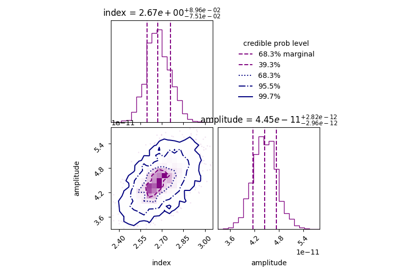 index = 2.67e+00 +8.96e−02 −7.51e−02
credible prob level
68.3% marginal
39.3%
68.3%
95.5%
99.7%
1e−11
amplitude = 4.45e−11 +2.82e−12 −2.96e−12
5.4
4.8
4.2
3.6
amplitude
2.40 2.55 2.70 2.85 3.00
3.6 4.2 4.8 5.4
1e−11
index
amplitude